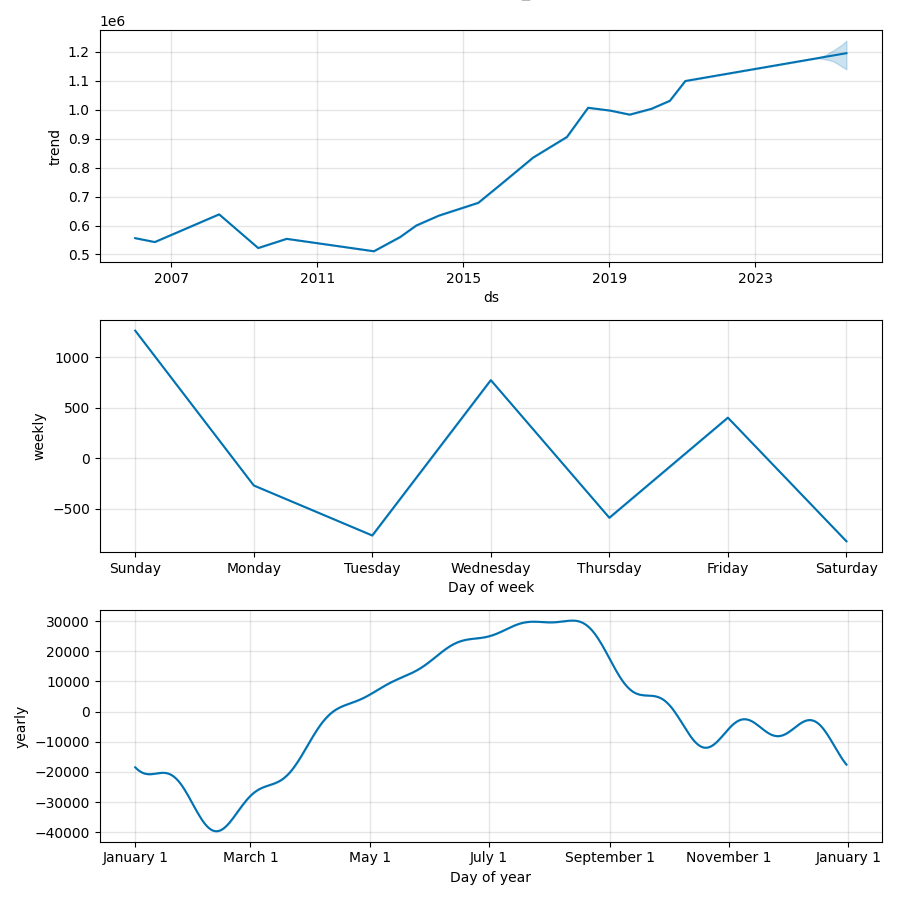 1e6
1.2
1.1
1.0
0.9
0.8
0.7
0.6
0.5
trend
2007 2011 2015 2019 2023
ds
1000
500
0
−500
weekly
Sunday Monday Tuesday Wednesday Thursday Friday Saturday
Day of week
30000
20000
10000
0
−10000
−20000
−30000
−40000
yearly
January 1 March 1 May 1 July 1 September 1 November 1 January 1
Day of year